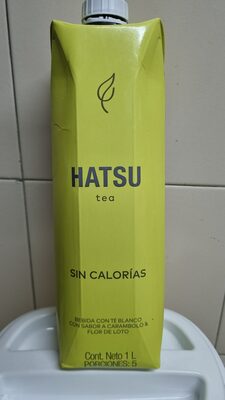 HATSU
tea
SIN CALORÍAS
BEBIDA CON TÉ BLANCO
CON SABOR A CARAMBOLO &
FLOR DE LOTO
Cont. Neto 1 L
PORCIONES: 5